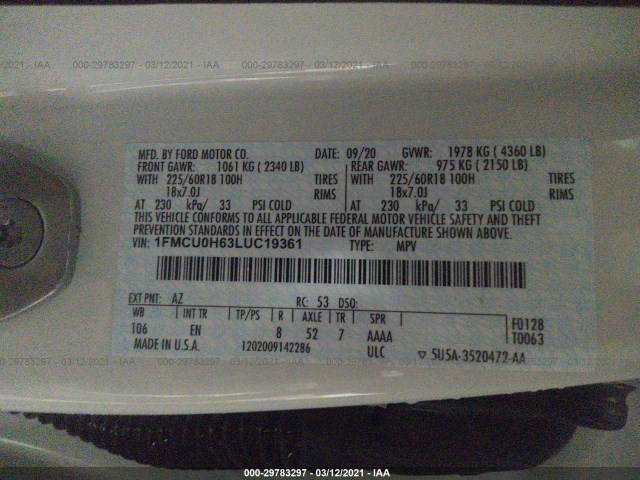 /2021 - IAA 000-29783297 - 03/12/2021 - IAA 000-29783297 - 03/12/2021 - IAA
MFD. BY FORD MOTOR CO. DATE: 09/20 GVWR: 1978 KG ( 4360 LB)
FRONT GAWR: 1061 KG ( 2340 LB) REAR GAWR: 975 KG ( 2150 LB)
WITH 225/60R18 100H TIRES WITH 225/60R18 100H TIRES
18x7.0J RIMS 18x7.0J RIMS
AT 230 kPa/ 33 PSI COLD AT 230 kPa/ 33 PSI COLD
THIS VEHICLE CONFORMS TO ALL APPLICABLE FEDERAL MOTOR VEHICLE SAFETY AND THEFT
PREVENTION STANDARDS IN EFFECT ON THE DATE OF MANUFACTURE SHOWN ABOVE.
VIN: 1FMCU0H63LUC19361 TYPE: MPV
EXT PNT: AZ RC: 53 DSO:
WB INT TR TP/PS R AXLE TR SPR F0128
106 EN 8 52 7 AAAA T0063
MADE IN U.S.A. 1202009142286 ULC ▽ 5U5A-3520472-AA
000-29783297 - 03/12/2021 - IAA